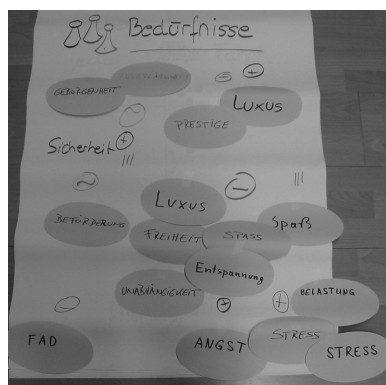 Bedürfnisse
GEBORGENHEIT
LUXUS
PRESTIGE
Sicherheit
LUXUS
BEFÖRDERUNG
FREIHEIT
SPASS
Spaß
Entspannung
UNABHÄNGIGKEIT
BELASTUNG
FAD
ANGST
STRESS
STRESS